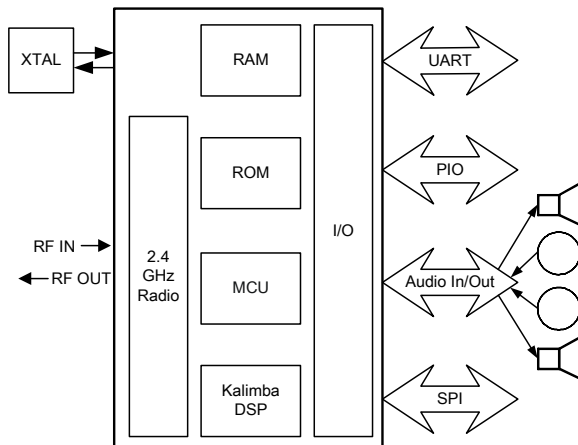 XTAL
RAM
UART
ROM
PIO
I/O
RF IN
2.4
GHz
Radio
RF OUT
MCU
Audio In/Out
Kalimba
DSP
SPI